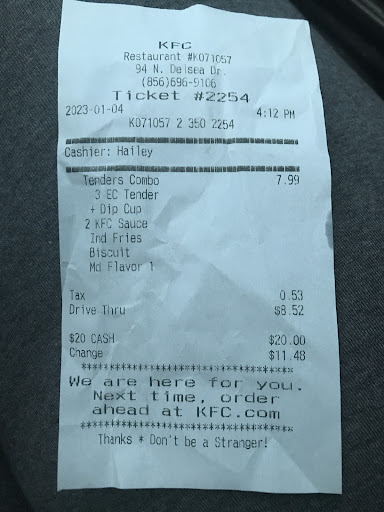 KFC
Restaurant #K071057
94 N. Delsea Dr.
(856)696-9106
Ticket #2254
2023-01-04 4:12 PM
K071057 2 350 2254
Cashier: Hailey
Tenders Combo 7.99
3 EC Tender
+ Dip Cup
2 KFC Sauce
Ind Fries
Biscuit
Md Flavor 1
Tax 0.53
Drive Thru $8.52
$20 CASH $20.00
Change $11.48
************************************
We are here for you.
Next time, order
ahead at KFC.com
************************************
Thanks * Don't be a Stranger!